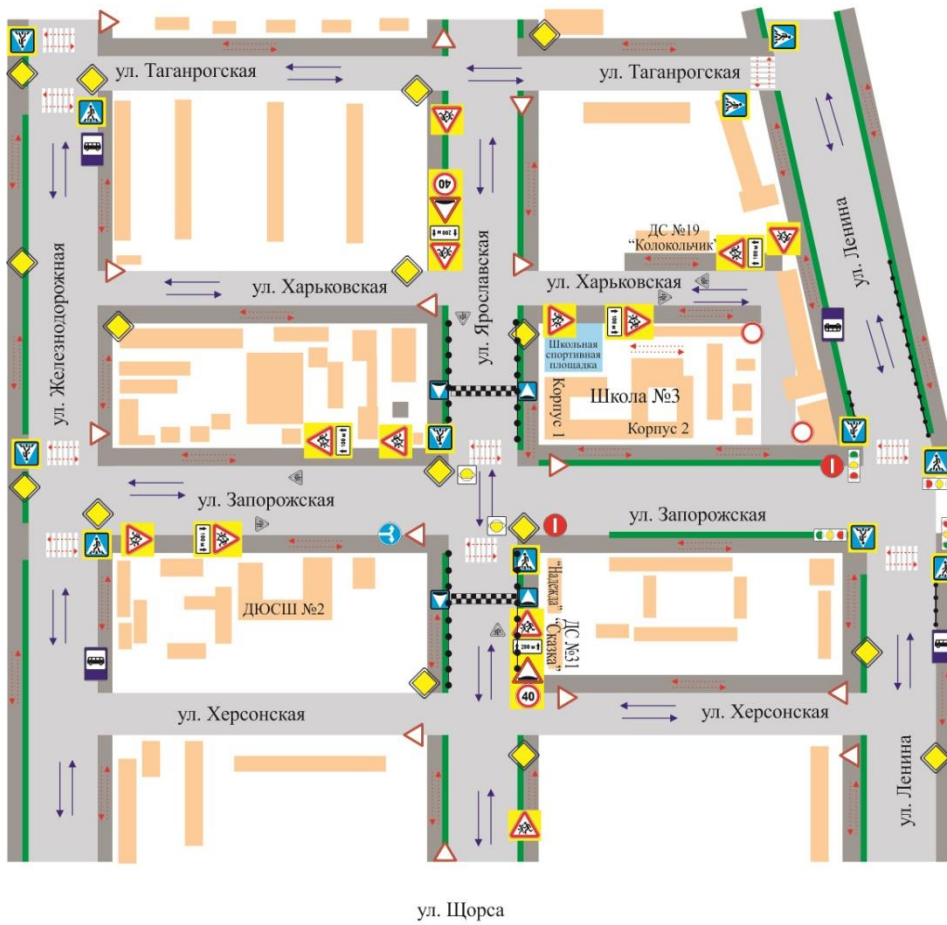 ул. Таганрогская
ул. Таганрогская
40
200 м
ДС №19
"Колокольчик"
100 м
ул. Ленина
ул. Железнодорожная
ул. Харьковская
ул. Ярославская
ул. Харьковская
100 м
Школьная
спортивная
площадка
Корпус 1
Школа №3
Корпус 2
100 м
ул. Запорожская
ул. Запорожская
100 м
ДЮСШ №2
"Надежда"
ДС №31
"Сказка"
200 м
40
ул. Херсонская
ул. Херсонская
ул. Ленина
ул. Щорса